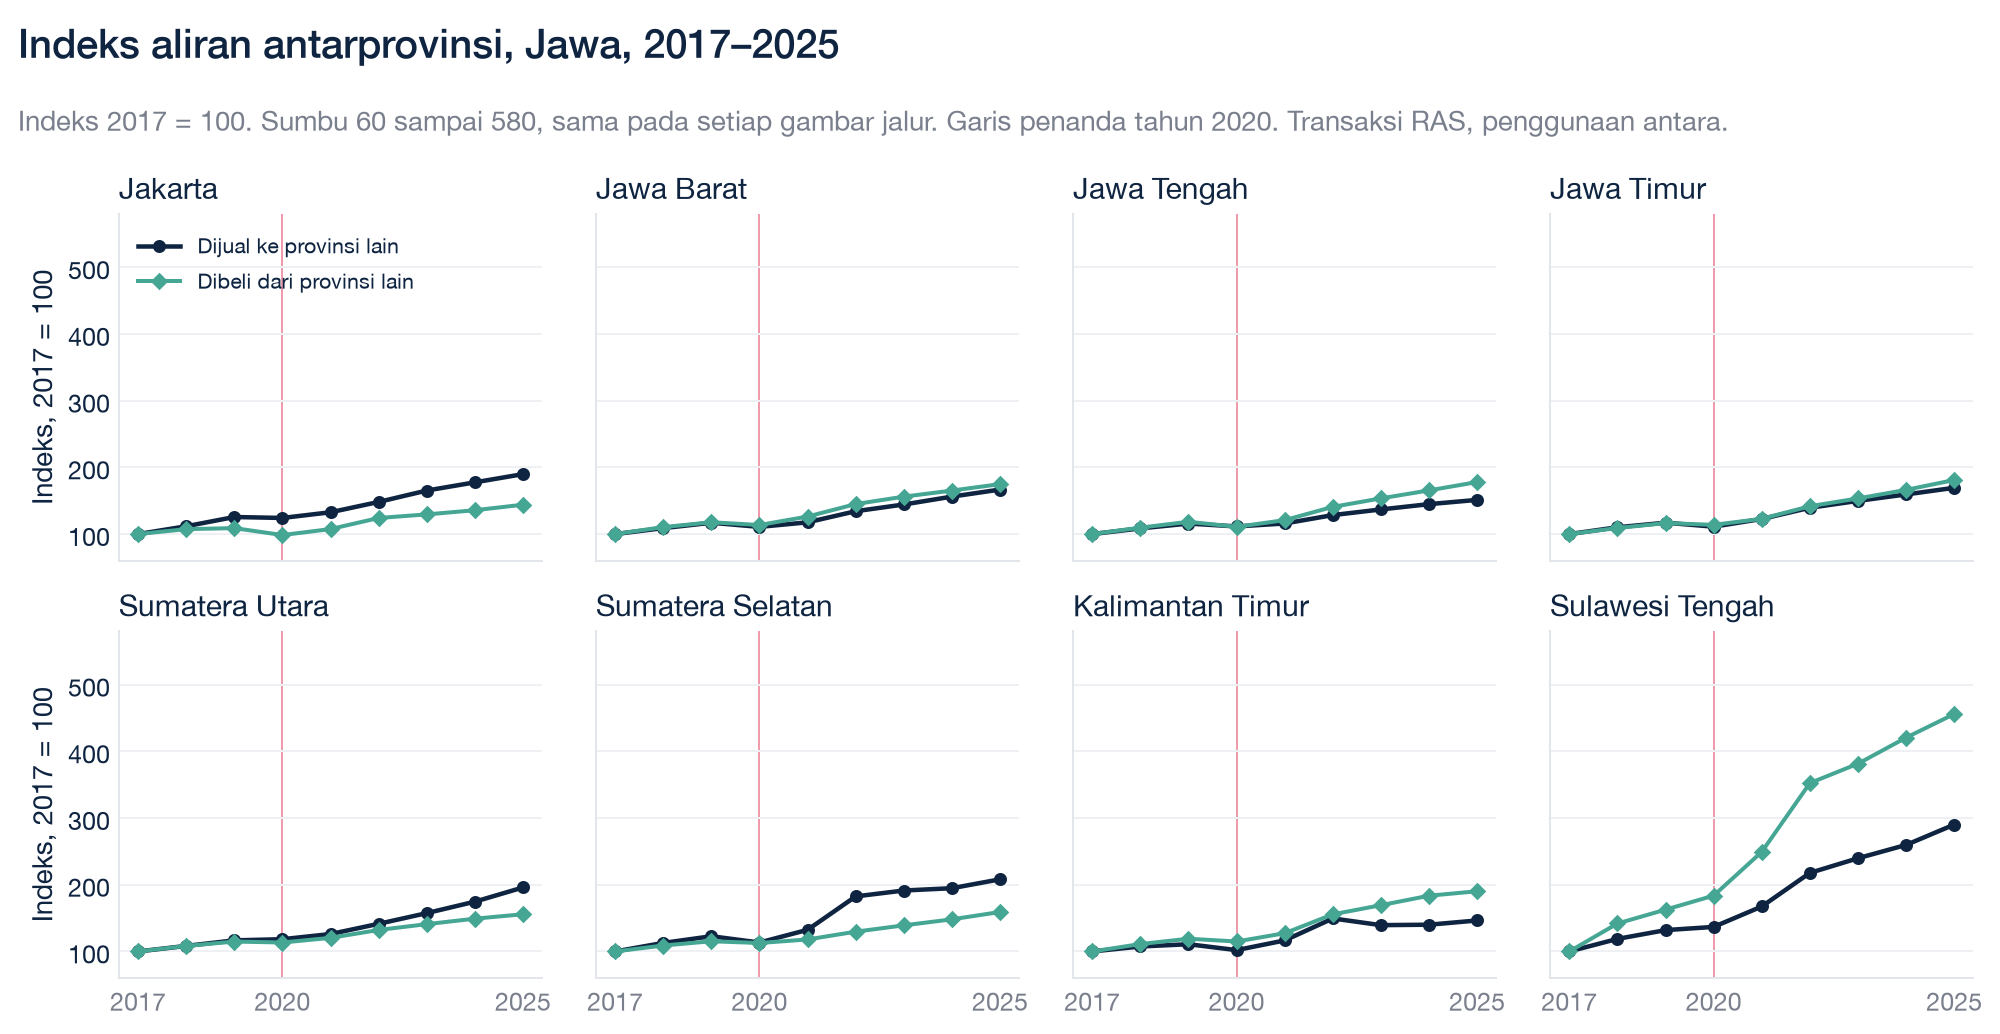 Indeks aliran antarprovinsi, Jawa, 2017–2025
Indeks 2017 = 100. Sumbu 60 sampai 580, sama pada setiap gambar jalur. Garis penanda tahun 2020. Transaksi RAS, penggunaan antara.
Jakarta
Jawa Barat
Jawa Tengah
Jawa Timur
Indeks, 2017 = 100
500
400
300
200
100
Dijual ke provinsi lain
Dibeli dari provinsi lain
Sumatera Utara
Sumatera Selatan
Kalimantan Timur
Sulawesi Tengah
Indeks, 2017 = 100
500
400
300
200
100
2017 2020 2025
2017 2020 2025
2017 2020 2025
2017 2020 2025